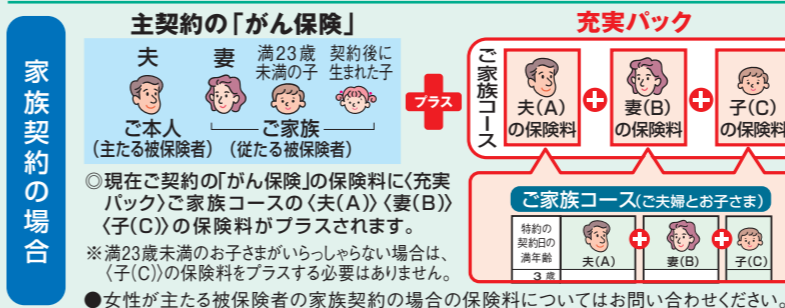 家族契約の場合
主契約の「がん保険」
夫
妻
満23歳
未満の子
契約後に
生まれた子
ご本人
(主たる被保険者)
ご家族
(従たる被保険者)
◎現在ご契約の「がん保険」の保険料に〈充実
パック〉ご家族コースの〈夫(A)〉〈妻(B)〉
〈子(C)〉の保険料がプラスされます。
※満23歳未満のお子さまがいらっしゃらない場合は、
〈子(C)〉の保険料をプラスする必要はありません。
プラス
充実パック
ご家族コース
夫(A)
の保険料
妻(B)
の保険料
子(C)
の保険料
ご家族コース(ご夫婦とお子さま)
特約の
契約日の
満年齢
夫(A)
妻(B)
子(C)
3歳
●女性が主たる被保険者の家族契約の場合の保険料についてはお問い合わせください。